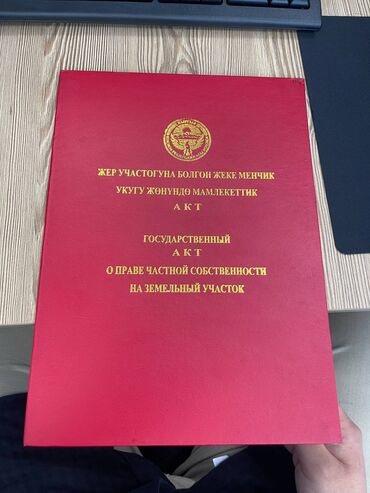 ЖЕР УЧАСТОГУНА БОЛГОН ЖЕКЕ МЕНЧИК
УКУГУ ЖӨНҮНДӨ МАМЛЕКЕТТИК
АКТ
ГОСУДАРСТВЕННЫЙ
АКТ
О ПРАВЕ ЧАСТНОЙ СОБСТВЕННОСТИ
НА ЗЕМЕЛЬНЫЙ УЧАСТОК